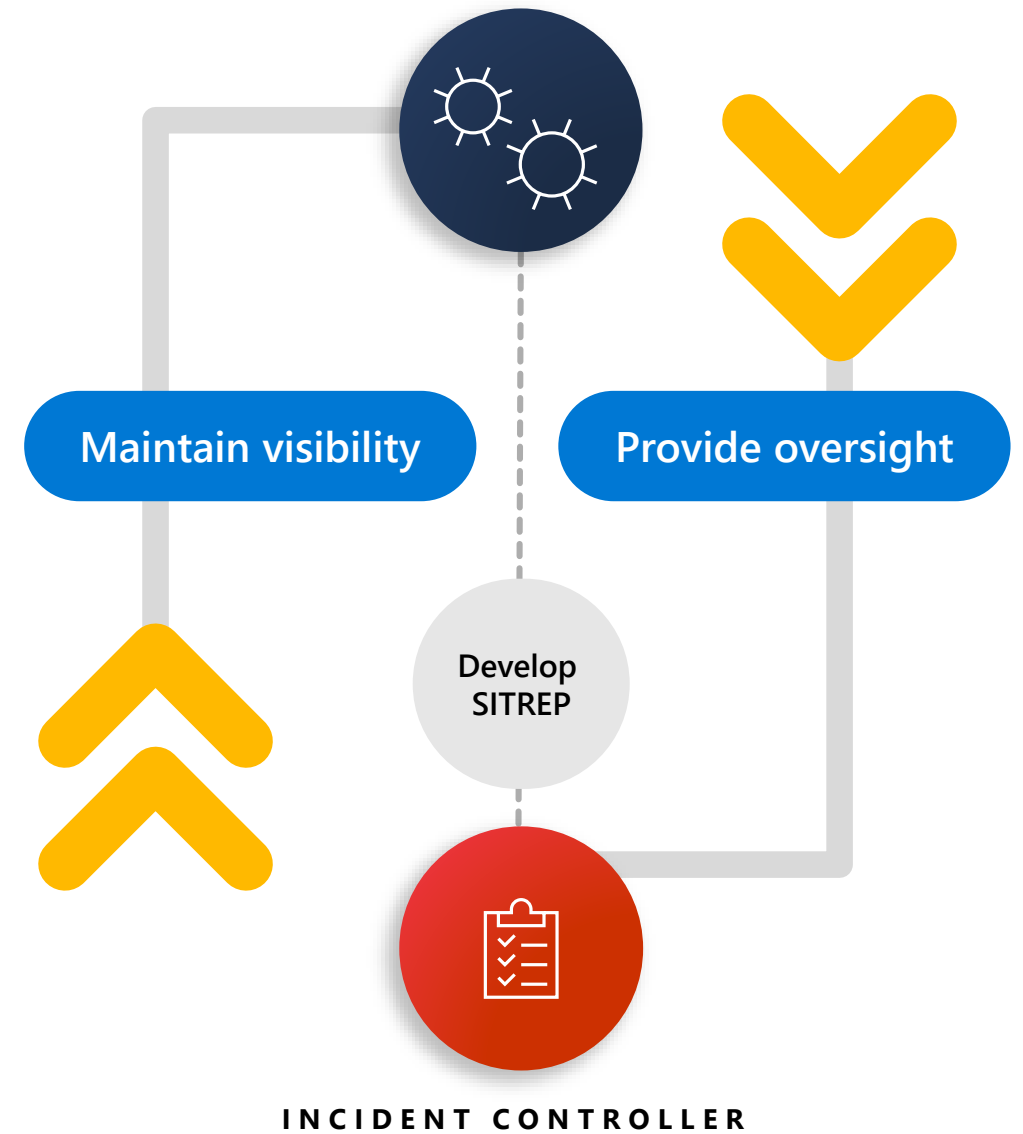 Maintain visibility
Provide oversight
Develop
SITREP
INCIDENT CONTROLLER